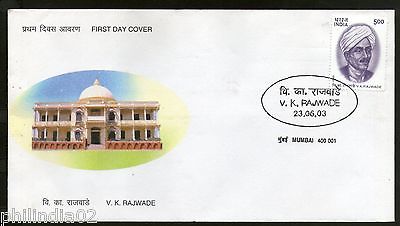 प्रथम दिवस आवरण FIRST DAY COVER
भारत
INDIA
5.00
V.K. RAJWADE
वि. का. राजवाडे
V. K. RAJWADE
23.06.03
मुंबई MUMBAI 400 001
वि. का. राजवाडे V. K. RAJWADE
philindia02